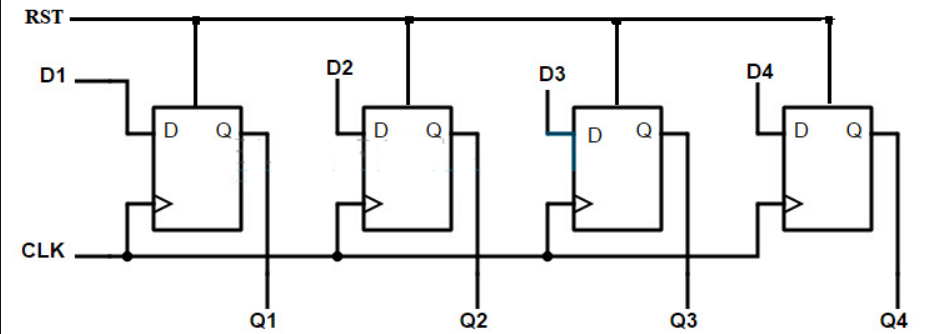 RST
D1 D2 D3 D4
D Q D Q D Q D Q
CLK
Q1 Q2 Q3 Q4